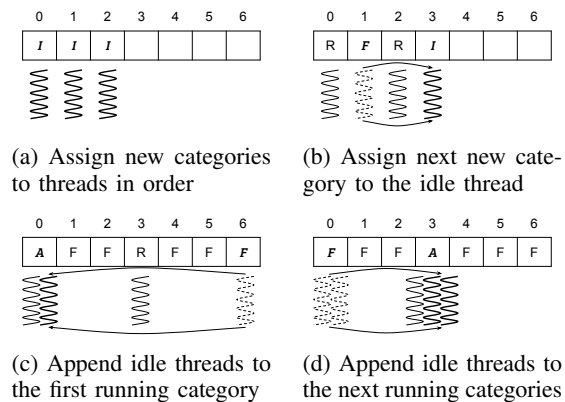 0 1 2 3 4 5 6
I I I
(a) Assign new categories
to threads in order
0 1 2 3 4 5 6
R F R I
(b) Assign next new cate-
gory to the idle thread
0 1 2 3 4 5 6
A F F R F F F
(c) Append idle threads to
the first running category
0 1 2 3 4 5 6
F F F A F F F
(d) Append idle threads to
the next running categories